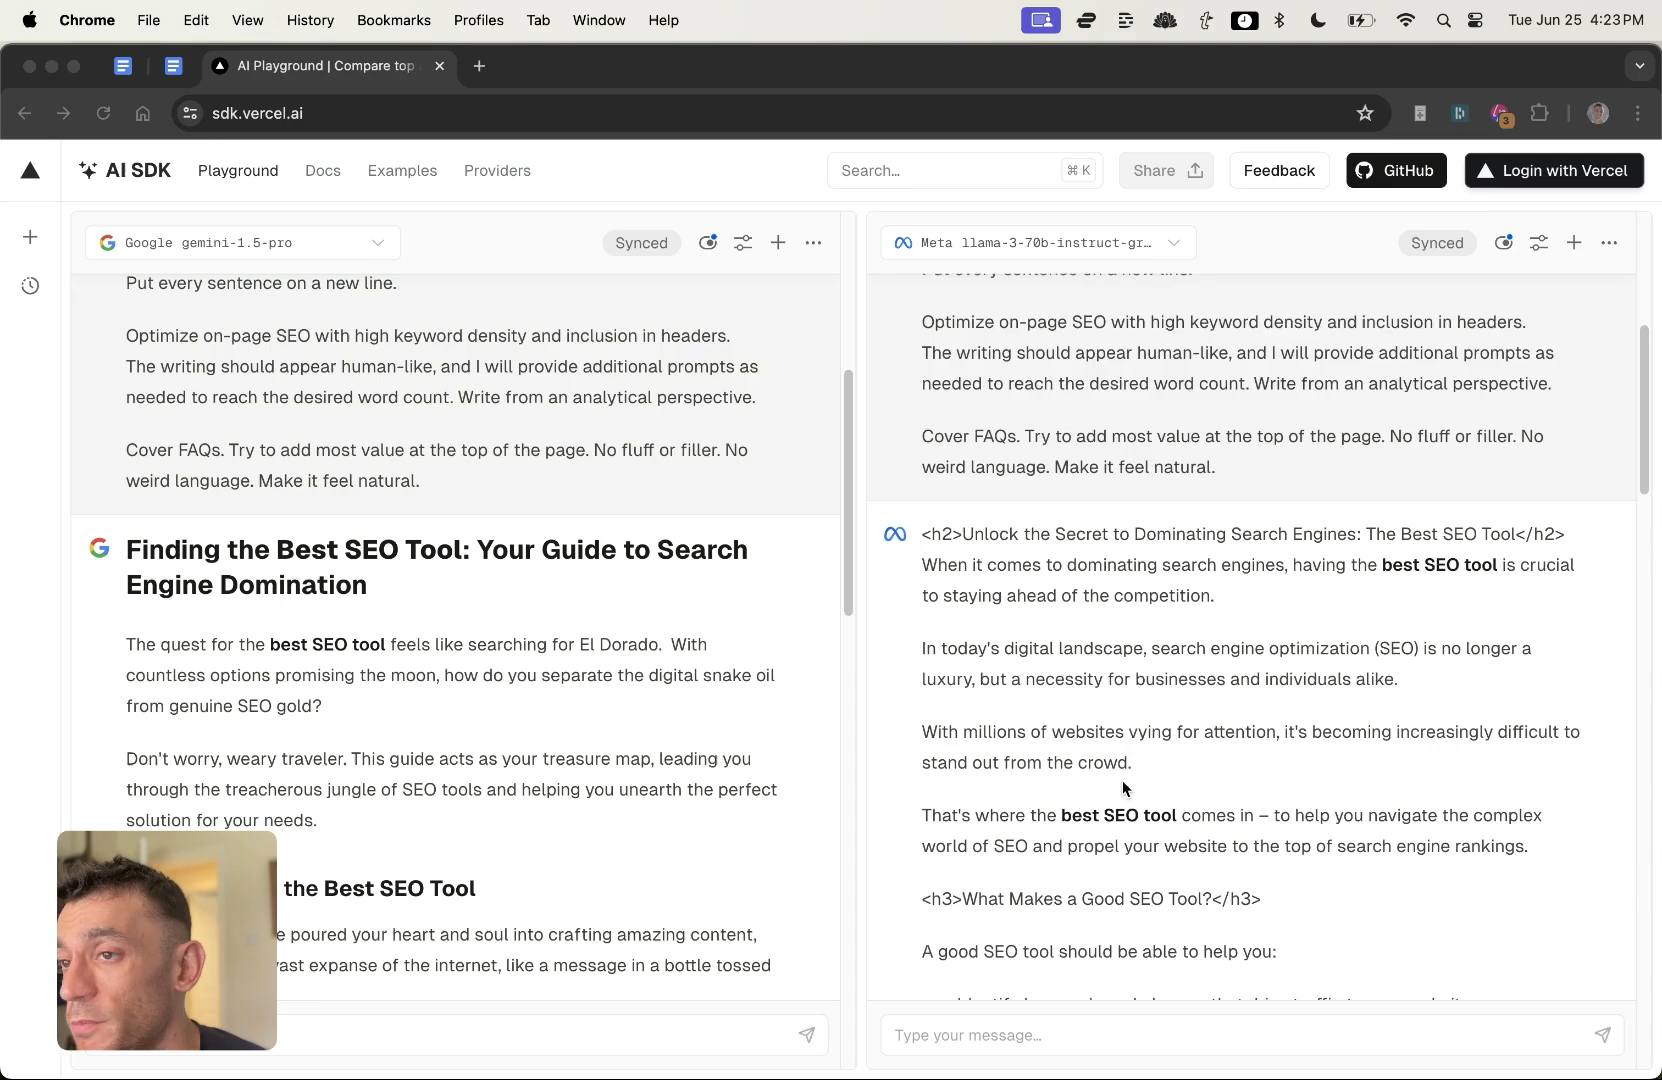 Chrome File Edit View History Bookmarks Profiles Tab Window Help Tue Jun 25 4:23 PM
AI Playground | Compare top
sdk.vercel.ai
3
AI SDK Playground Docs Examples Providers Search... ⌘ K Share Feedback GitHub Login with Vercel
Google gemini-1.5-pro Synced
Put every sentence on a new line.
Optimize on-page SEO with high keyword density and inclusion in headers.
The writing should appear human-like, and I will provide additional prompts as
needed to reach the desired word count. Write from an analytical perspective.
Cover FAQs. Try to add most value at the top of the page. No fluff or filler. No
weird language. Make it feel natural.
Finding the Best SEO Tool: Your Guide to Search
Engine Domination
The quest for the best SEO tool feels like searching for El Dorado. With
countless options promising the moon, how do you separate the digital snake oil
from genuine SEO gold?
Don't worry, weary traveler. This guide acts as your treasure map, leading you
through the treacherous jungle of SEO tools and helping you unearth the perfect
solution for your needs.
the Best SEO Tool
poured your heart and soul into crafting amazing content,
expanse of the internet, like a message in a bottle tossed
Meta llama-3-70b-instruct-gr... Synced
Optimize on-page SEO with high keyword density and inclusion in headers.
The writing should appear human-like, and I will provide additional prompts as
needed to reach the desired word count. Write from an analytical perspective.
Cover FAQs. Try to add most value at the top of the page. No fluff or filler. No
weird language. Make it feel natural.
<h2>Unlock the Secret to Dominating Search Engines: The Best SEO Tool</h2>
When it comes to dominating search engines, having the best SEO tool is crucial
to staying ahead of the competition.
In today's digital landscape, search engine optimization (SEO) is no longer a
luxury, but a necessity for businesses and individuals alike.
With millions of websites vying for attention, it's becoming increasingly difficult to
stand out from the crowd.
That's where the best SEO tool comes in – to help you navigate the complex
world of SEO and propel your website to the top of search engine rankings.
<h3>What Makes a Good SEO Tool?</h3>
A good SEO tool should be able to help you:
Type your message...